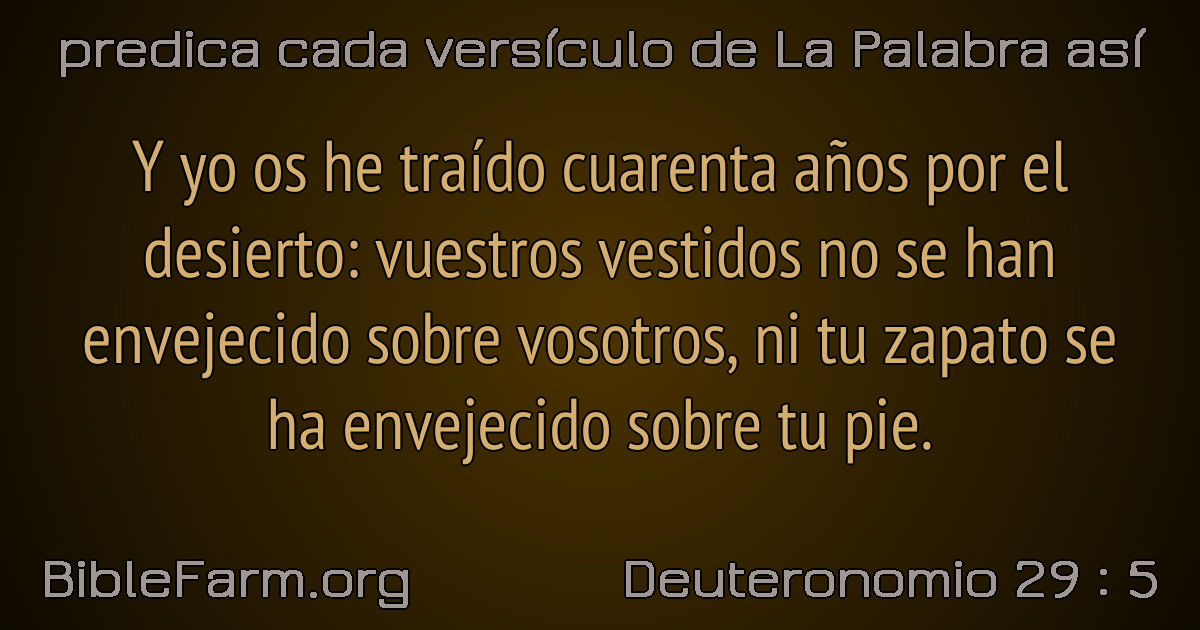 predica cada versículo de La Palabra así
Y yo os he traído cuarenta años por el
desierto: vuestros vestidos no se han
envejecido sobre vosotros, ni tu zapato se
ha envejecido sobre tu pie.
BibleFarm.org
Deuteronomio 29 : 5